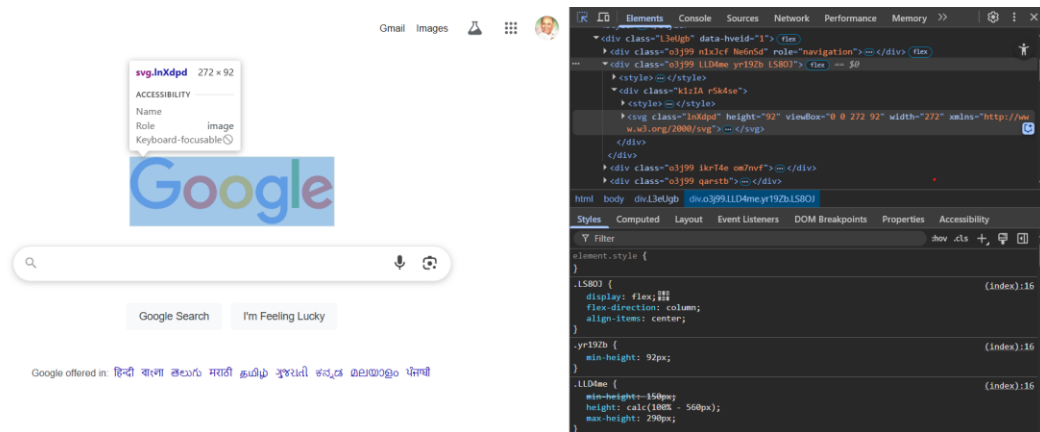 Gmail Images
svg.lnXdpd 272 × 92
ACCESSIBILITY
Name
Role image
Keyboard-focusable
Google
Google Search I'm Feeling Lucky
Google offered in: हिन्दी বাংলা తెలుగు मराठी தமிழ் ગુજરાતી ಕನ್ನಡ മലയാളം ਪੰਜਾਬੀ
Elements Console Sources Network Performance Memory
<div class="L3eUgb" data-hveid="1"> flex
<div class="o3j99 n1xJcf Ne6nSd" role="navigation"> </div> flex
<div class="o3j99 LLD4me yr19Zb LS8OJ"> flex == $0
<style> </style>
<div class="k1zIA rSk4se">
<style> </style>
<svg class="lnXdpd" height="92" viewBox="0 0 272 92" width="272" xmlns="http://ww
w.w3.org/2000/svg"> </svg>
</div>
</div>
<div class="o3j99 ikrT4e om7nvf"> </div>
<div class="o3j99 qarstb"> </div>
html body div.L3eUgb div.o3j99.LLD4me.yr19Zb.LS8OJ
Styles Computed Layout Event Listeners DOM Breakpoints Properties Accessibility
Filter :hov .cls
element.style {
}
.LS8OJ { (index):16
display: flex;
flex-direction: column;
align-items: center;
}
.yr19Zb { (index):16
min-height: 92px;
}
.LLD4me { (index):16
min-height: 150px;
height: calc(100% - 560px);
max-height: 290px;
}